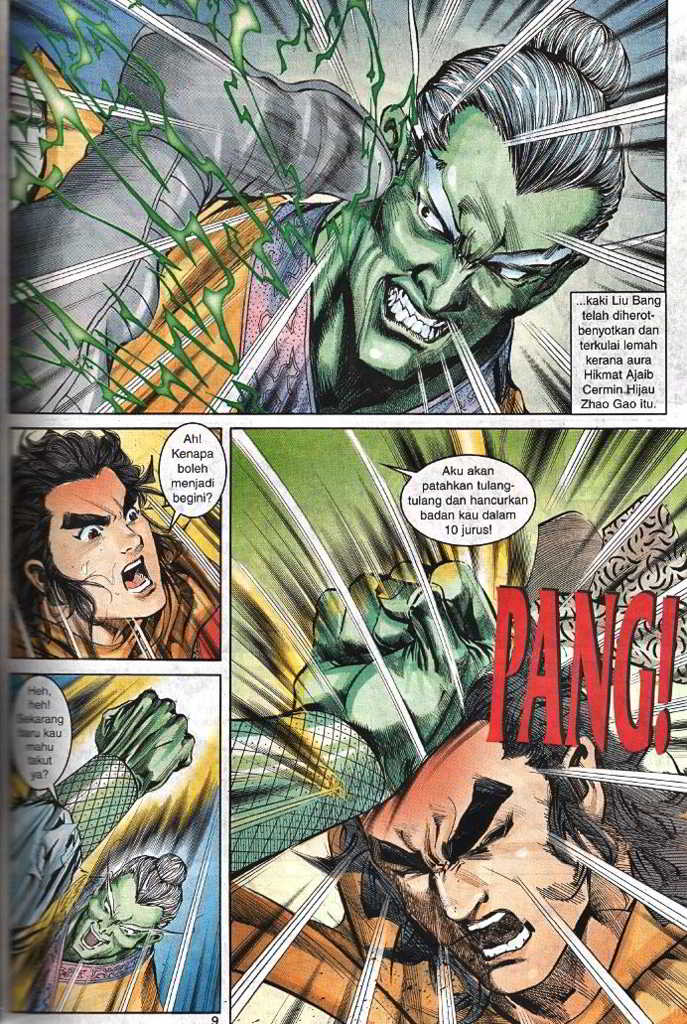 ...kaki Liu Bang
telah diherot-
benyotkan dan
terkulai lemah
kerana aura
Hikmat Ajaib
Cermin Hijau
Zhao Gao itu.
Ah!
Kenapa
boleh
menjadi
begini?
Heh,
heh!
Sekarang
baru kau
mahu
takut
ya?
Aku akan
patahkan tulang-
tulang dan hancurkan
badan kau dalam
10 jurus!
PANG!
9